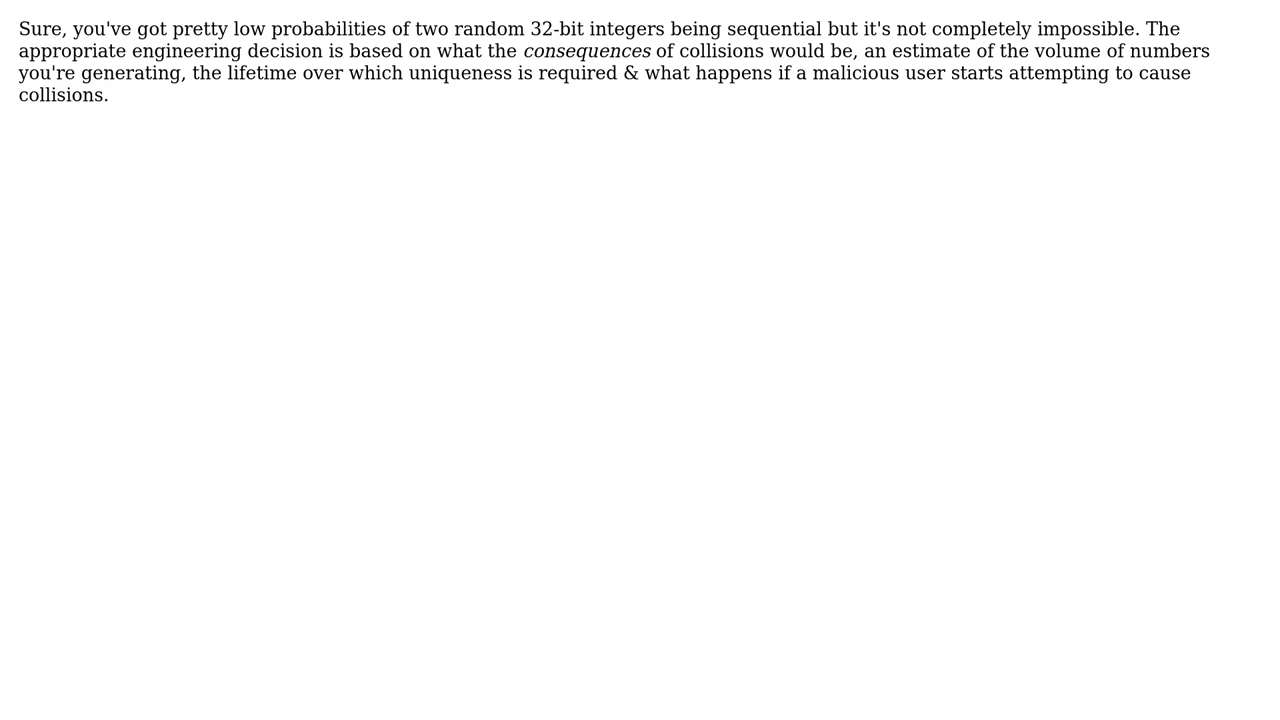 Sure, you've got pretty low probabilities of two random 32-bit integers being sequential but it's not completely impossible. The
appropriate engineering decision is based on what the consequences of collisions would be, an estimate of the volume of numbers
you're generating, the lifetime over which uniqueness is required & what happens if a malicious user starts attempting to cause
collisions.